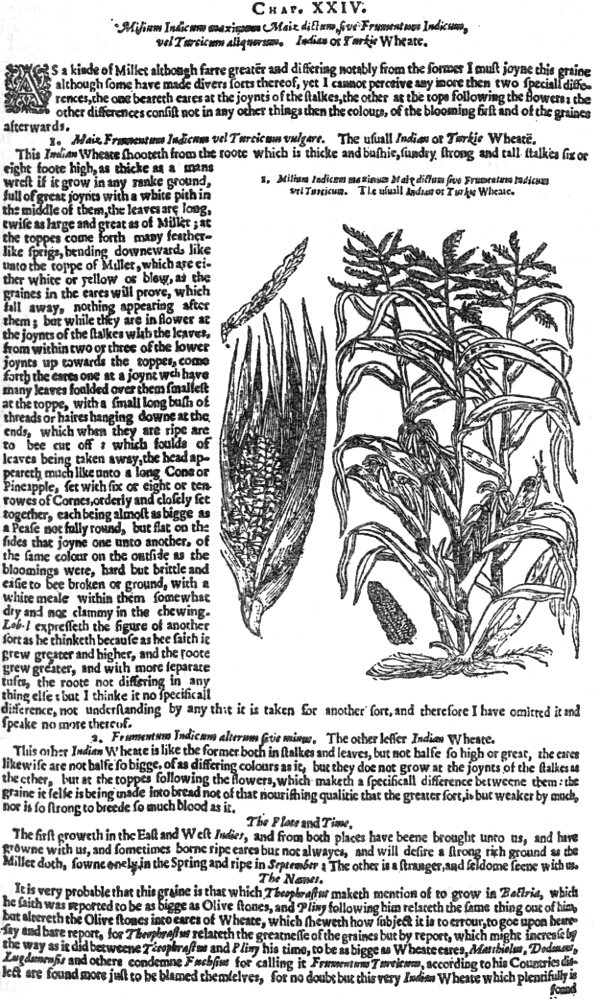 CHAP. XXIV.
Milium Indicum maximum Maiz dictum, sive Frumentum Indicum,
vel Turcicum aliquorum. Indian or Turkie Wheate.
AS a kinde of Millet although farre greater and differing notably from the former I must joyne this graine
although some have made divers sorts thereof, yet I cannot perceive any more then two speciall diffe-
rences, the one beareth eares at the joynts of the stalkes, the other at the tops following the flowers: the
other differences consist not in any other things then the colours, of the blooming first and of the graines
afterwards.
1. Maiz Frumentum Indicum vel Turcicum vulgare. The usuall Indian or Turkie Wheate.
This Indian Wheate shooteth from the roote which is thicke and bushie, sundry strong and tall stalkes six or
eight foote high, as thicke as a mans
wrest if it grow in any ranke ground,
full of great joynts with a white pith in
the middle of them, the leaves are long,
twise as large and great as of Millet; at
the toppes come forth many feather-
like sprigs, bending downewards like
unto the toppe of Millet, which are ei-
ther white or yellow or blew, as the
graines in the eares will prove, which
fall away, nothing appearing after
them; but while they are in flower at
the joynts of the stalkes with the leaves,
from within two or three of the lower
joynts up towards the toppes, come
forth the eares one at a joynt wch have
many leaves foulded over them smallest
at the toppe, with a small long bush of
threads or haires hanging downe at the
ends, which when they are ripe are
to bee cut off: which foulds of
leaves being taken away, the head ap-
peareth much like unto a long Cone or
Pineapple, set with six or eight or ten
rowes of Cornes, orderly and closely set
together, each being almost as bigge as
a Pease not fully round, but flat on the
sides that joyne one unto another, of
the same colour on the outside as the
bloomings were, hard but brittle and
easie to bee broken or ground, with a
white meale within them somewhat
dry and not clammy in the chewing.
Lob-l expresseth the figure of another
sort as he thinketh because as hee saith it
grew greater and higher, and the roote
grew greater, and with more separate
tufts, the roote not differing in any
thing else: but I thinke it no specificall
difference, not understanding by any that it is taken for another sort, and therefore I have omitted it and
speake no more thereof.
1. Milium Indicum maximum Maiz dictum sive Frumentum Indicum
vel Turcicum. The usuall Indian or Turkie Wheate.
2. Frumentum Indicum alterum sive minus. The other lesser Indian Wheate.
This other Indian Wheate is like the former both in stalkes and leaves, but not halfe so high or great, the eares
likewise are not halfe so bigge, of as differing colours as it, but they doe not grow at the joynts of the stalkes as
the other, but at the toppes following the flowers, which maketh a specificall difference betweene them: the
graine it selfe is being made into bread not of that nourishing qualitie that the greater sort, is but weaker by much,
nor is so strong to breede so much blood as it.
The Place and Time.
The first groweth in the East and West Indies, and from both places have beene brought unto us, and have
growne with us, and sometimes borne ripe eares but not alwayes, and will desire a strong rich ground as the
Millet doth, sowne onely in the Spring and ripe in September: The other is a stranger, and seldome seene with us.
The Names.
It is very probable that this graine is that which Theophrastus maketh mention of to grow in Bactria, which
he saith was reported to be as bigge as Olive stones, and Pliny following him relateth the same thing out of him,
but altereth the Olive stones into eares of Wheate, which sheweth how subject it is to errour, to goe upon heare-
say and bare report, for Theophrastus relateth the greatnesse of the graines but by report, which might increase by
the way as it did betweene Theophrastus and Pliny his time, to be as bigge as Wheate eares, Matthiolus, Dodonæus,
Lugdunensis and others condemne Fuchsius for calling it Frumentum Turcicum, according to his Countries dia-
lect are found more just to be blamed themselves, for no doubt but this very Indian Wheate which plentifully is
found